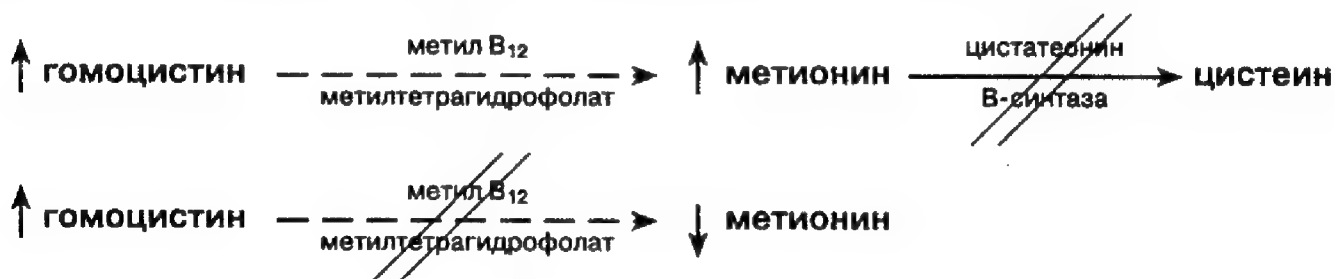 метил B₁₂ цистатеонин
↑ гомоцистин ↑ метионин цистеин
метилтетрагидрофолат В-синтаза
метил B₁₂
↑ гомоцистин ↓ метионин
метилтетрагидрофолат